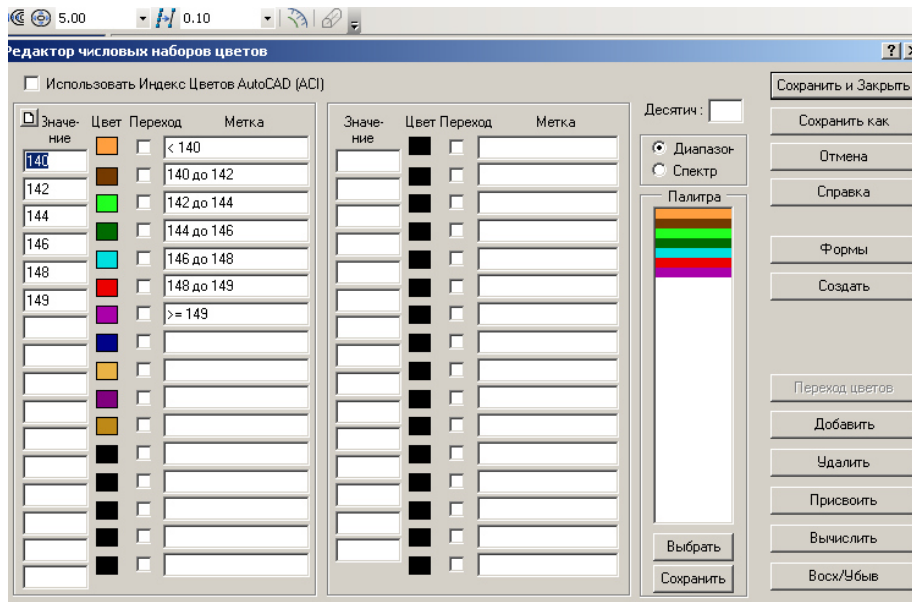 5.00 0.10
Редактор числовых наборов цветов
Использовать Индекс Цветов AutoCAD (ACI)
Сохранить и Закрыть
Значе-ние Цвет Переход Метка
Значе-ние Цвет Переход Метка
Десятич :
Сохранить как
140 < 140
Диапазон
Отмена
142 140 до 142
Спектр
Справка
144 142 до 144
Палитра
146 144 до 146
Формы
148 146 до 148
Создать
149 148 до 149
>= 149
Переход цветов
Добавить
Удалить
Присвоить
Выбрать
Вычислить
Сохранить
Восх/Убыв